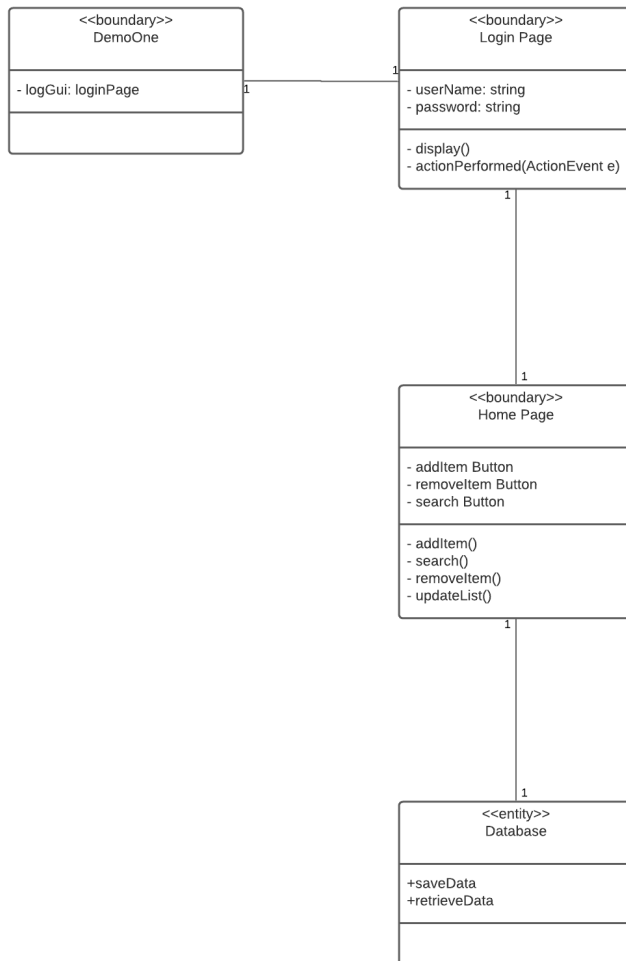 <<boundary>>
DemoOne
- logGui: loginPage
1
1
<<boundary>>
Login Page
- userName: string
- password: string
- display()
- actionPerformed(ActionEvent e)
1
1
<<boundary>>
Home Page
- addItem Button
- removeItem Button
- search Button
- addItem()
- search()
- removeItem()
- updateList()
1
1
<<entity>>
Database
+saveData
+retrieveData